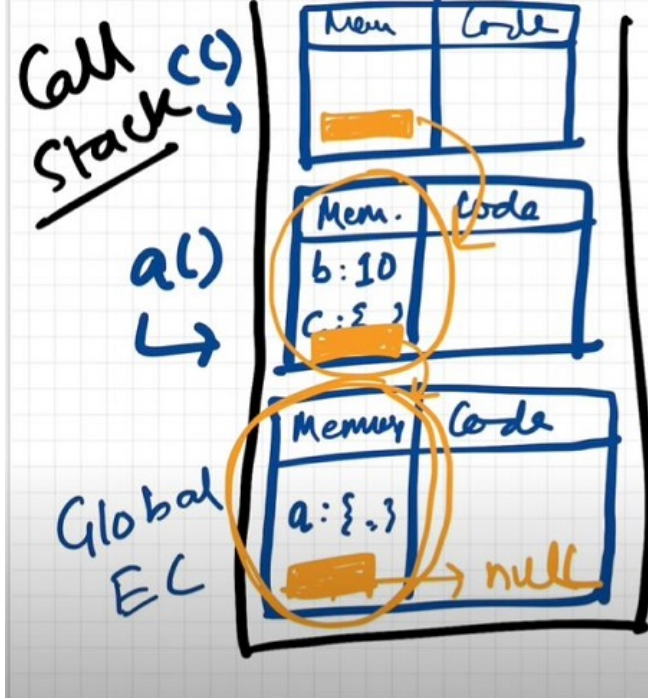 Call
Stack
c()
Mem Code
a()
Mem. Code
b:10
c:{ }
Global
EC
Memory Code
a:{.}
null